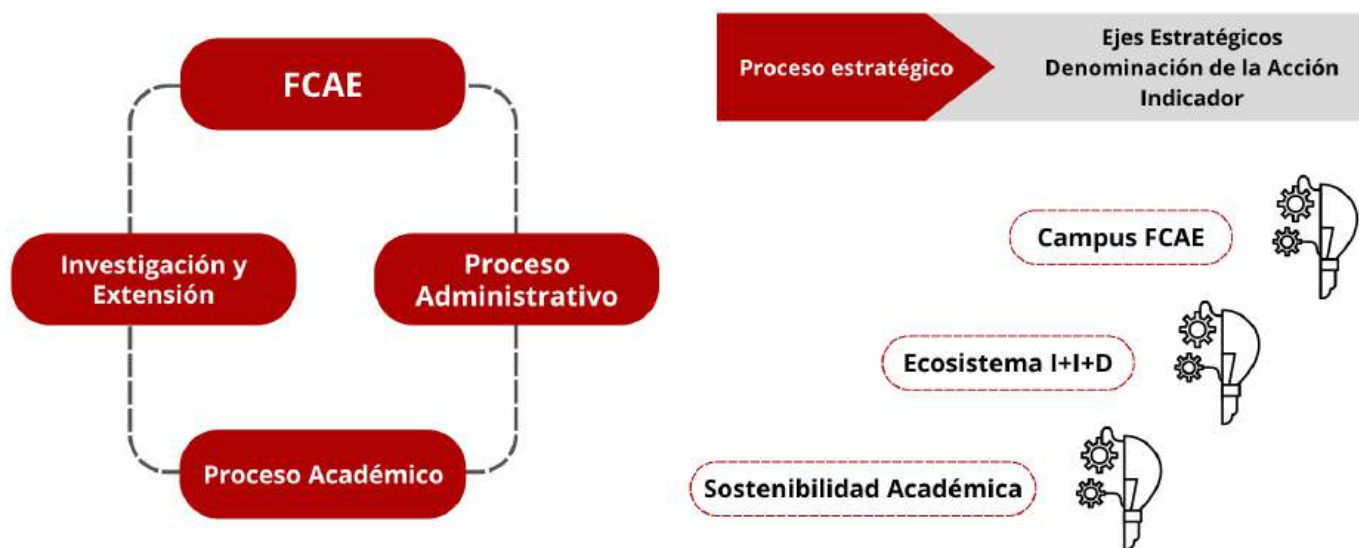 FCAE
Investigación y
Extensión
Proceso
Administrativo
Proceso Académico
Proceso estratégico
Ejes Estratégicos
Denominación de la Acción
Indicador
Campus FCAE
Ecosistema I+I+D
Sostenibilidad Académica